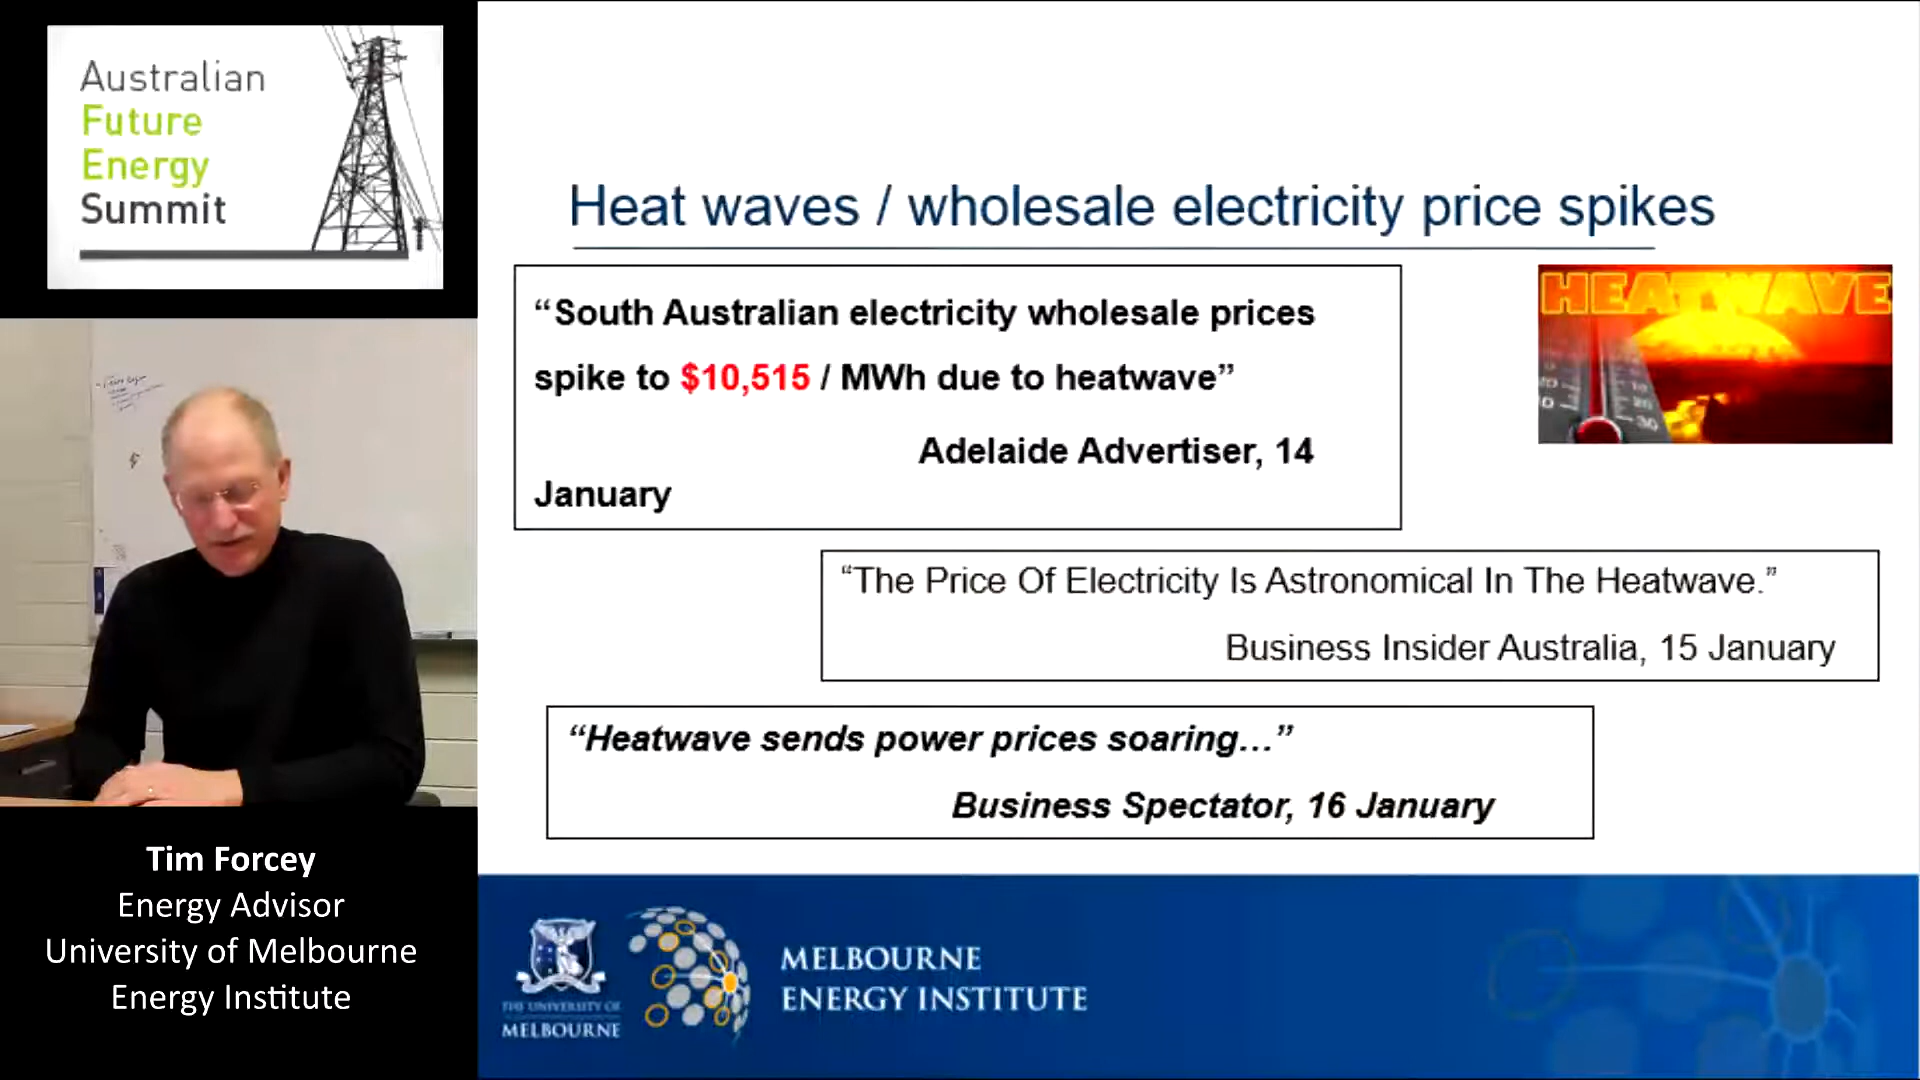 Australian
Future
Energy
Summit
Heat waves / wholesale electricity price spikes
“South Australian electricity wholesale prices
spike to $10,515 / MWh due to heatwave”
Adelaide Advertiser, 14
January
HEATWAVE
“The Price Of Electricity Is Astronomical In The Heatwave.”
Business Insider Australia, 15 January
“Heatwave sends power prices soaring…”
Business Spectator, 16 January
Tim Forcey
Energy Advisor
University of Melbourne
Energy Institute
THE UNIVERSITY OF
MELBOURNE
MELBOURNE
ENERGY INSTITUTE